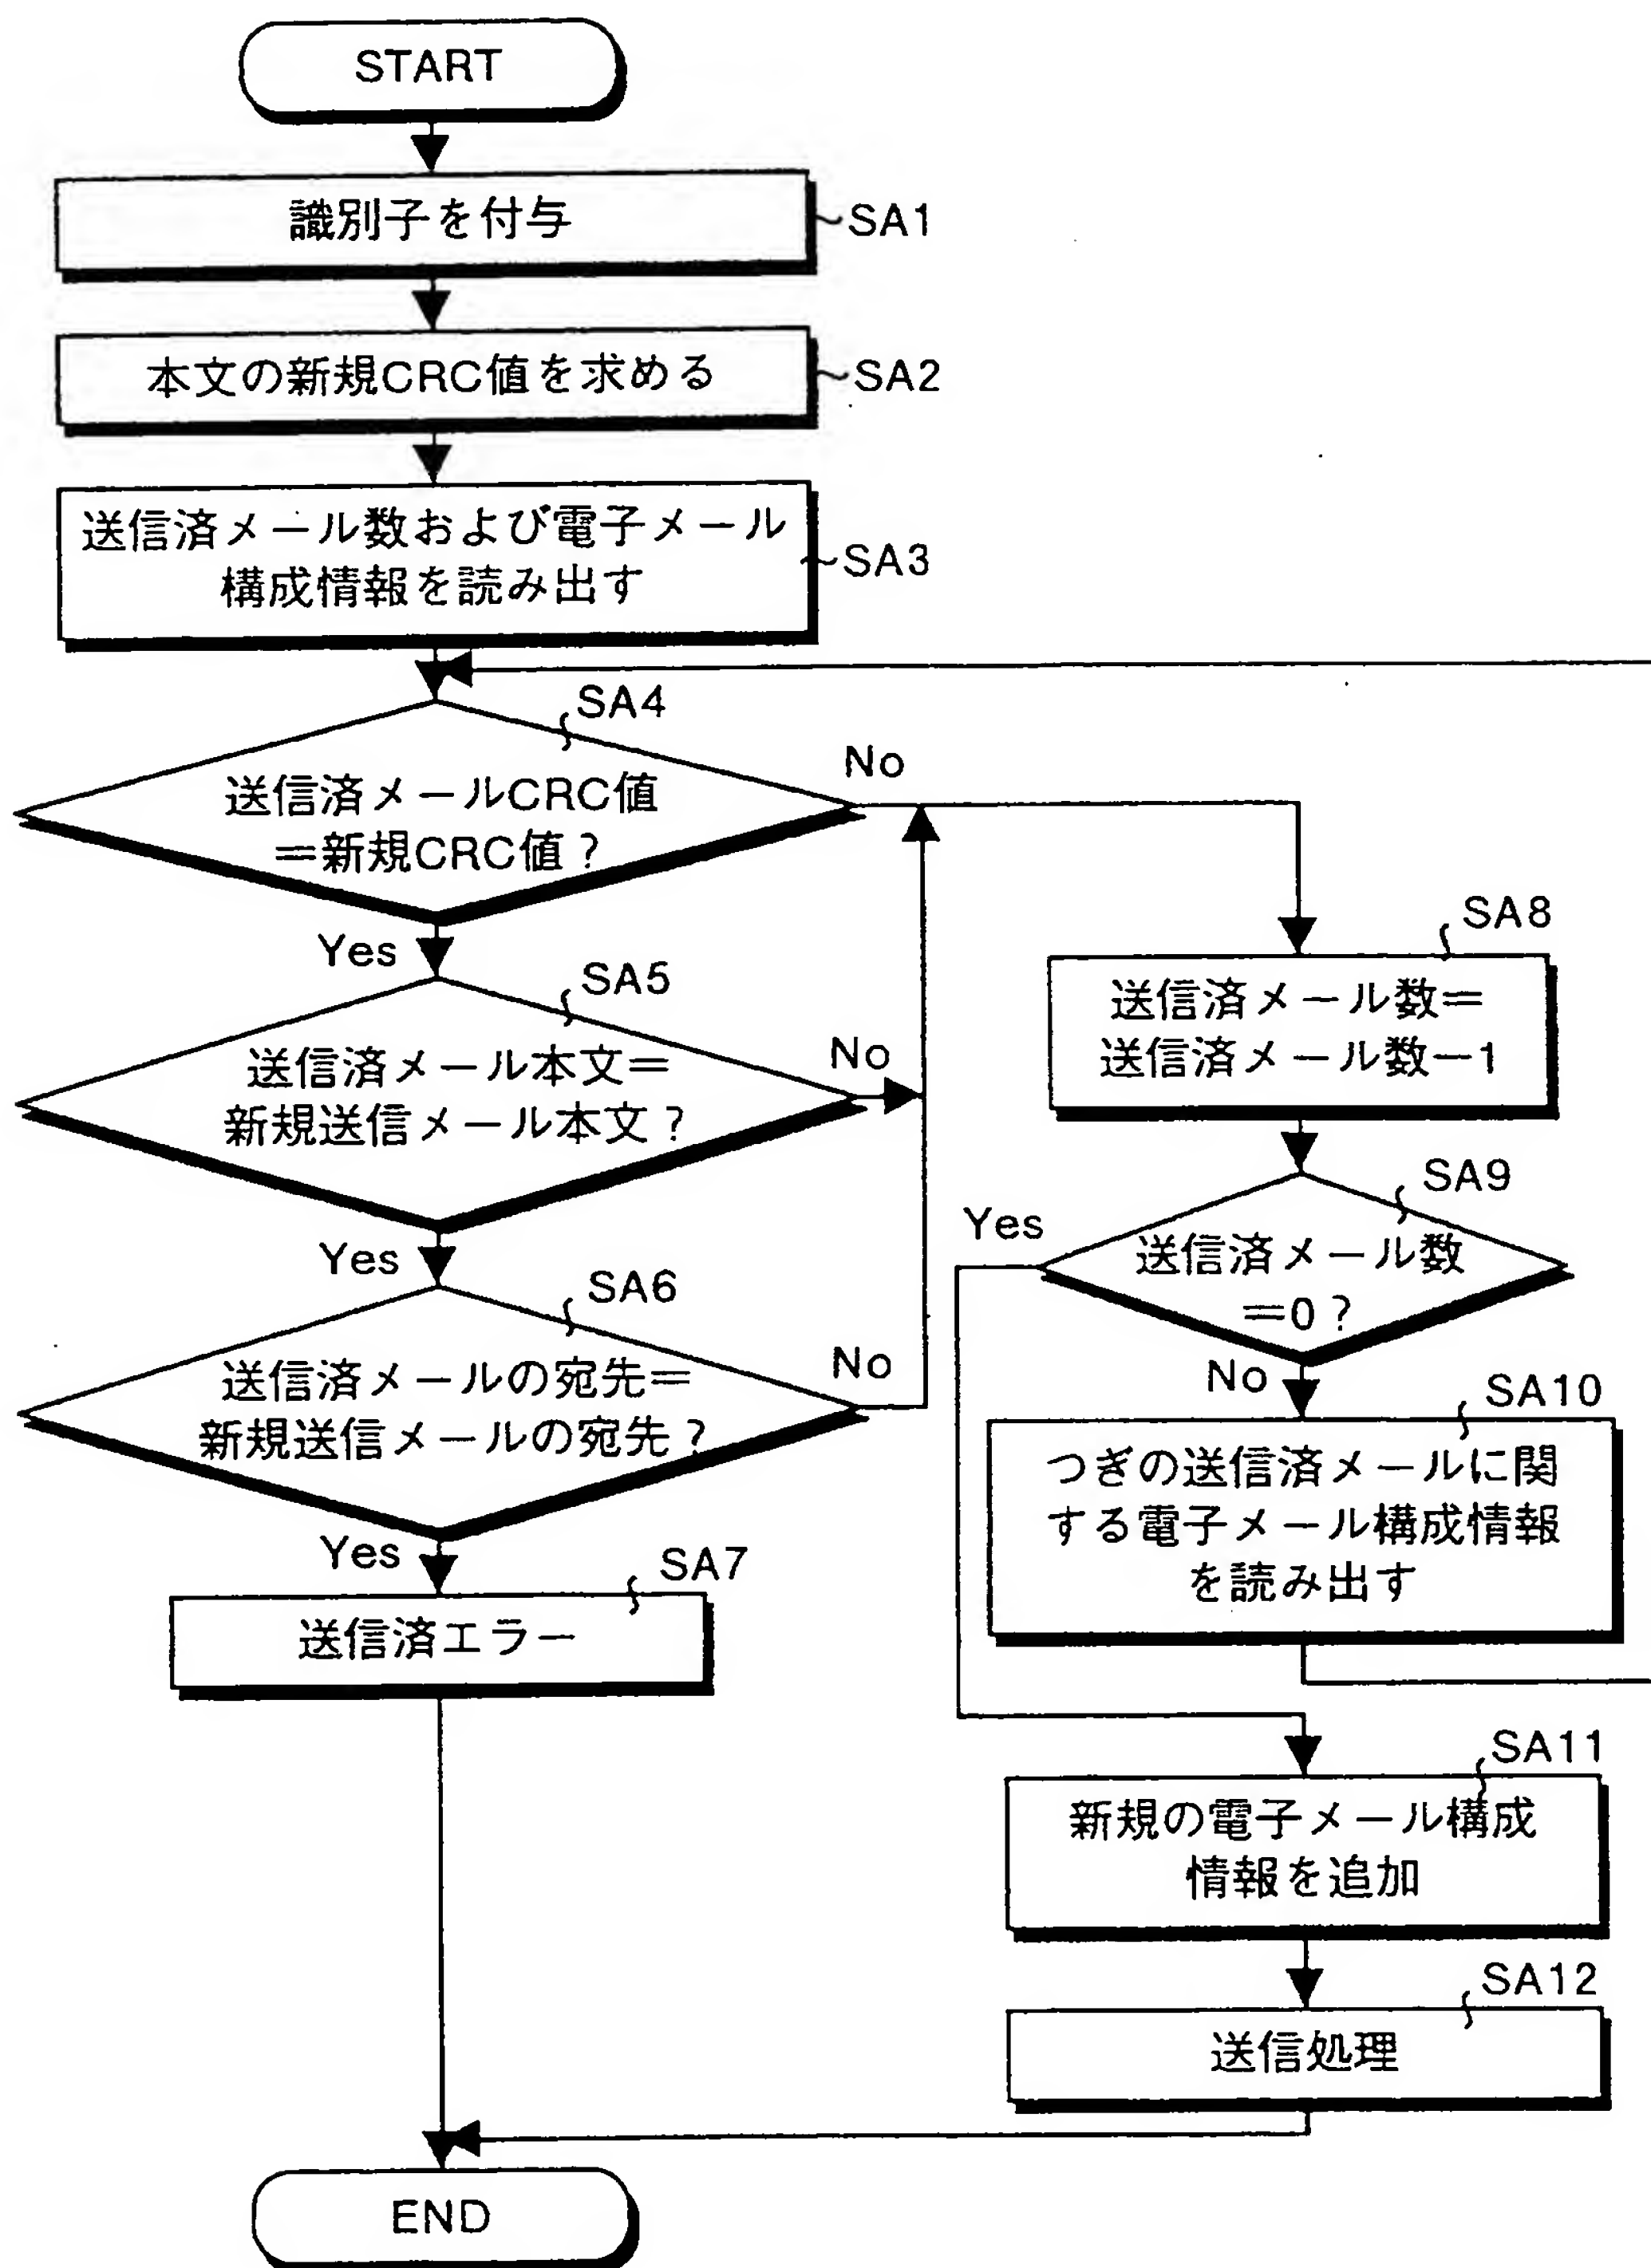 START
識別子を付与
SA1
本文の新規CRC値を求める
SA2
送信済メール数および電子メール
構成情報を読み出す
SA3
SA4
送信済メールCRC値
=新規CRC値?
No
Yes
SA5
送信済メール本文=
新規送信メール本文?
No
Yes
SA6
送信済メールの宛先=
新規送信メールの宛先?
No
Yes
SA7
送信済エラー
SA8
送信済メール数=
送信済メール数-1
SA9
Yes
送信済メール数
=0?
No
SA10
つぎの送信済メールに関
する電子メール構成情報
を読み出す
SA11
新規の電子メール構成
情報を追加
SA12
送信処理
END